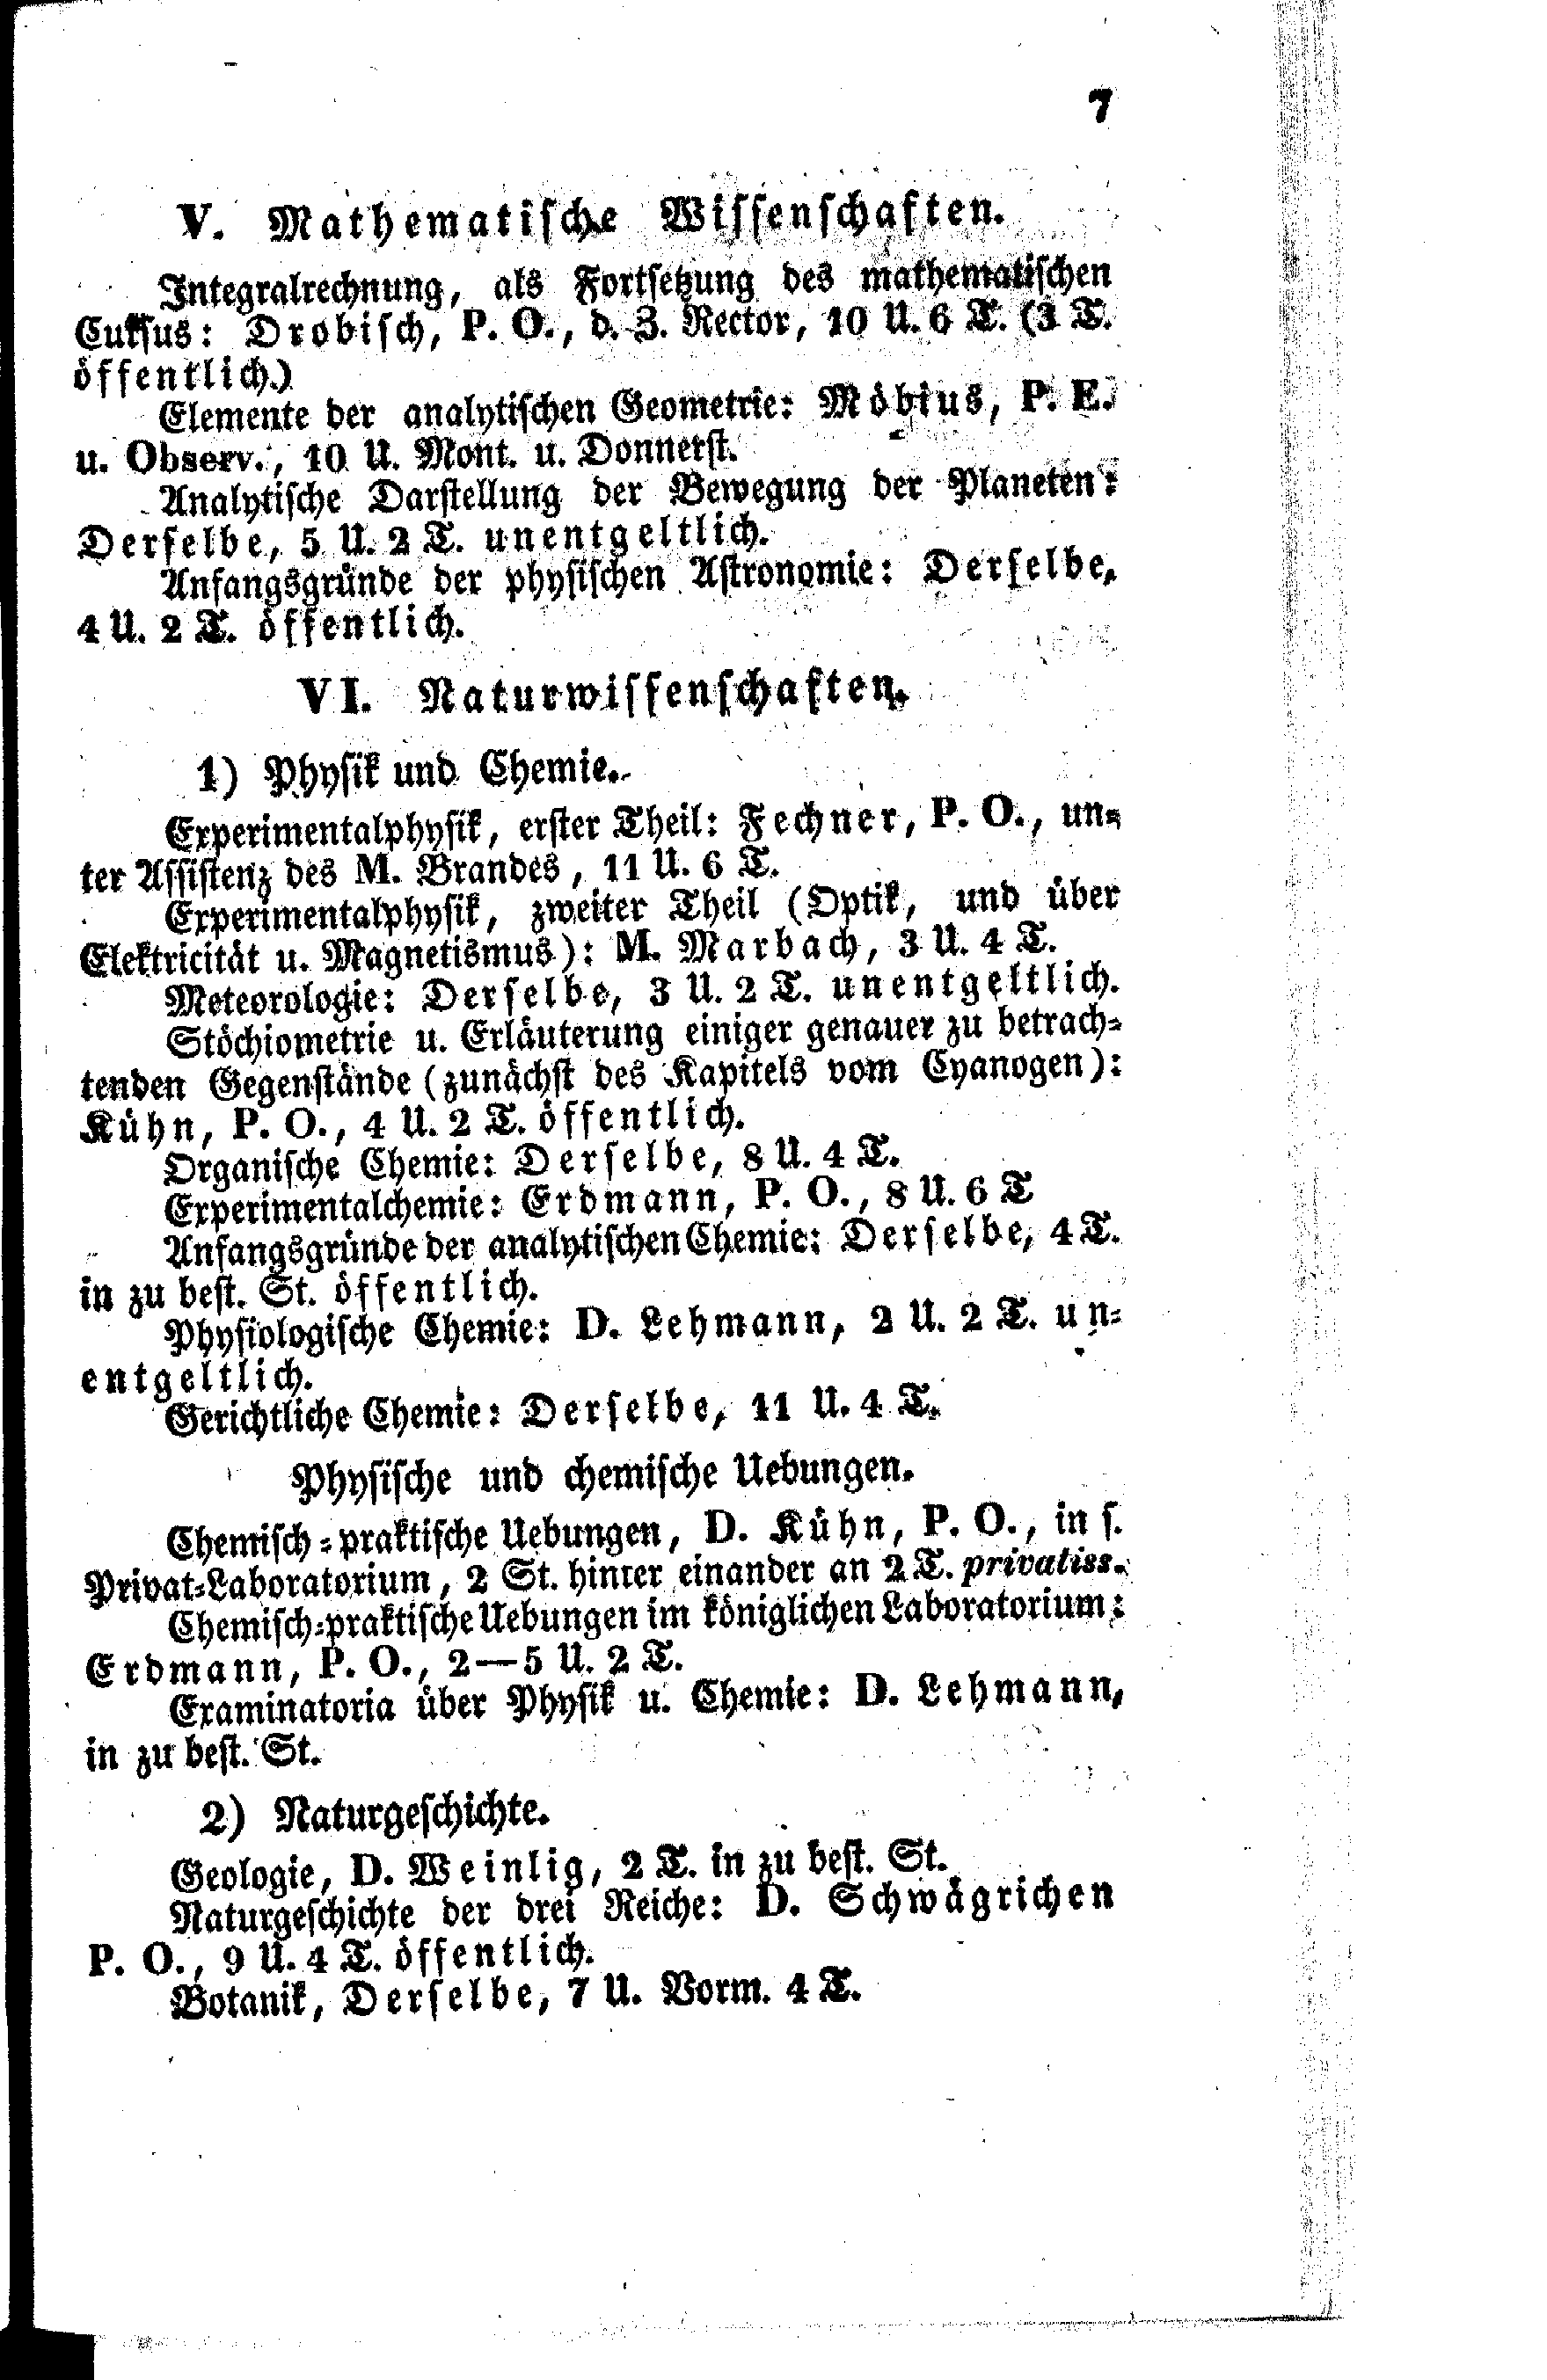 7
V. Mathematische Wissenschaften.
Integralrechnung, als Fortsetzung des mathematischen
Cuksus: Drobisch, P. O., d. Z. Rector, 10 U. 6 T. (3 T.
öffentlich.)
Elemente der analytischen Geometrie: Möbius, P. E.
u. Observ., 10 U. Mont. u. Donnerst.
Analytische Darstellung der Bewegung der Planeten:
Derselbe, 5 U. 2 T. unentgeltlich.
Anfangsgründe der physischen Astronomie: Derselbe,
4 U. 2 T. öffentlich.
VI. Naturwissenschaften.
1) Physik und Chemie.
Experimentalphysik, erster Theil: Fechner, P. O., un-
ter Assistenz des M. Brandes, 11 U. 6 T.
Experimentalphysik, zweiter Theil (Optik, und über
Elektricität u. Magnetismus): M. Marbach, 3 U. 4 T.
Meteorologie: Derselbe, 3 U. 2 T. unentgeltlich.
Stöchiometrie u. Erläuterung einiger genauer zu betrach-
tenden Gegenstände (zunächst des Kapitels vom Cyanogen):
Kühn, P. O., 4 U. 2 T. öffentlich.
Organische Chemie: Derselbe, 8 U. 4 T.
Experimentalchemie: Erdmann, P. O., 8 U. 6 T
Anfangsgründe der analytischen Chemie: Derselbe, 4 T.
in zu best. St. öffentlich.
Physiologische Chemie: D. Lehmann, 2 U. 2 T. un-
entgeltlich.
Gerichtliche Chemie: Derselbe, 11 U. 4 T.
Physische und chemische Uebungen.
Chemisch-praktische Uebungen, D. Kühn, P. O., in s.
Privat-Laboratorium, 2 St. hinter einander an 2 T. privatiss.
Chemisch-praktische Uebungen im königlichen Laboratorium:
Erdmann, P. O., 2—5 U. 2 T.
Examinatoria über Physik u. Chemie: D. Lehmann,
in zu best. St.
2) Naturgeschichte.
Geologie, D. Weinlig, 2 T. in zu best. St.
Naturgeschichte der drei Reiche: D. Schwägrichen
P. O., 9 U. 4 T. öffentlich.
Botanik, Derselbe, 7 U. Vorm. 4 T.